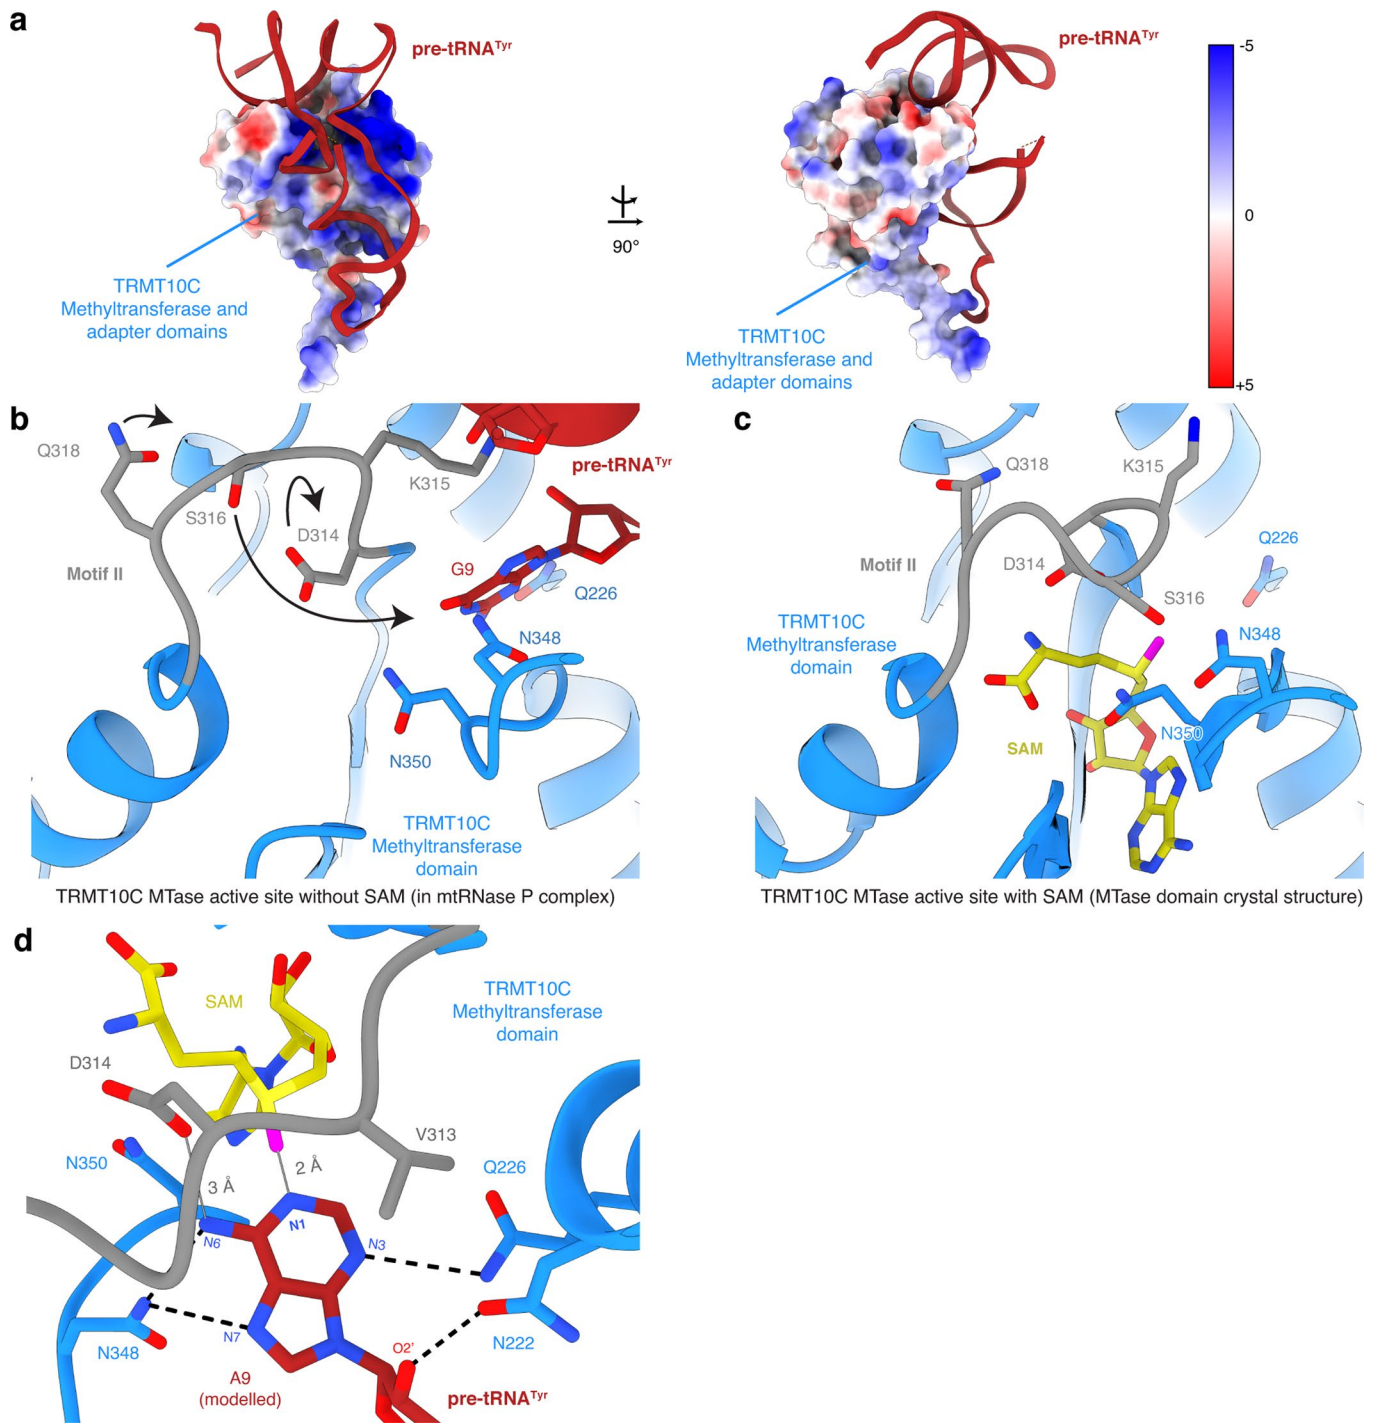 a
pre-tRNAᵀʸʳ
TRMT10C
Methyltransferase and
adapter domains
90°
pre-tRNAᵀʸʳ
TRMT10C
Methyltransferase and
adapter domains
-5
0
+5
b
Q318
S316
D314
K315
pre-tRNAᵀʸʳ
Motif II
G9
Q226
N348
N350
TRMT10C
Methyltransferase
domain
TRMT10C MTase active site without SAM (in mtRNase P complex)
c
Q318
K315
Q226
Motif II
D314
S316
TRMT10C
Methyltransferase
domain
N348
SAM
N350
TRMT10C MTase active site with SAM (MTase domain crystal structure)
d
SAM
TRMT10C
Methyltransferase
domain
D314
V313
N350
2 Å
Q226
3 Å
N1
N6
N3
N7
N222
N348
O2'
A9
(modelled)
pre-tRNAᵀʸʳ